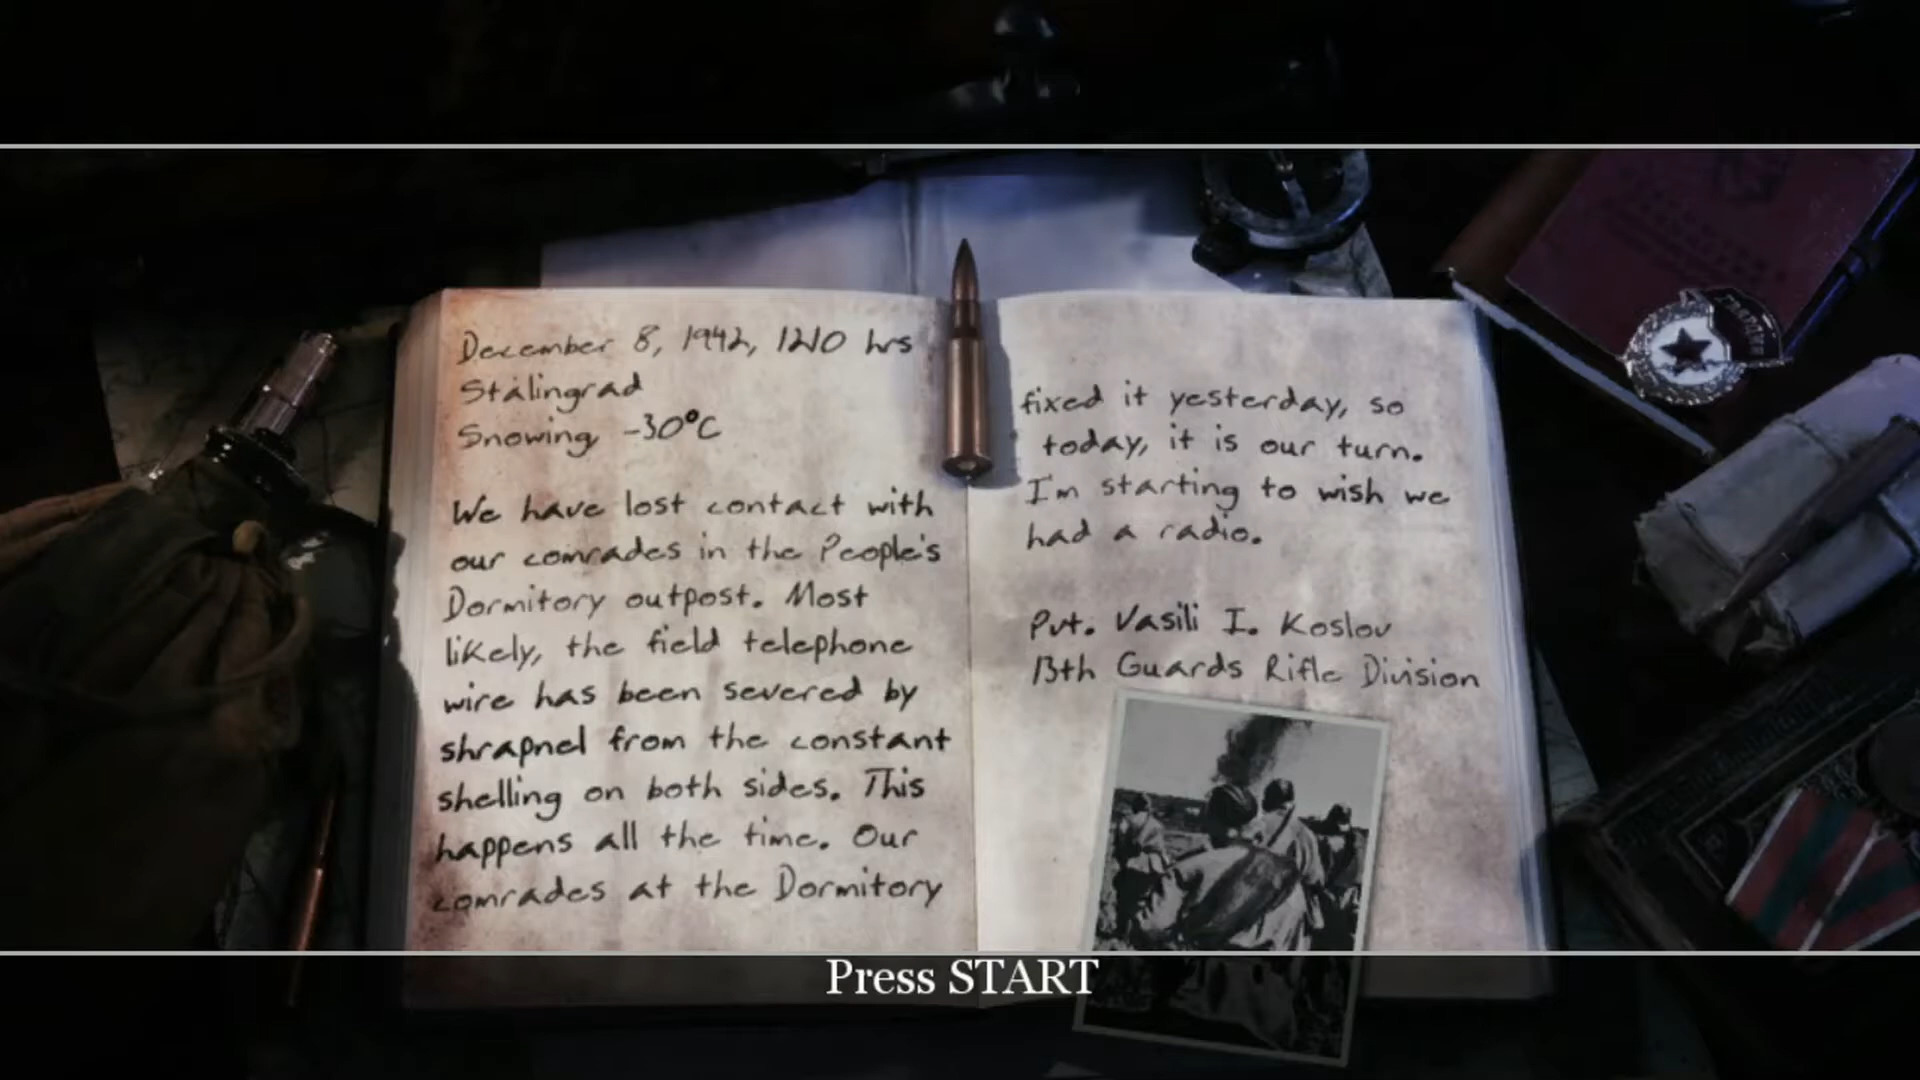 December 8, 1942, 1210 hrs
Stalingrad
Snowing, -30°C
We have lost contact with
our comrades in the People's
Dormitory outpost. Most
likely, the field telephone
wire has been severed by
shrapnel from the constant
shelling on both sides. This
happens all the time. Our
comrades at the Dormitory
fixed it yesterday, so
today, it is our turn.
I'm starting to wish we
had a radio.
Pvt. Vasili I. Koslov
13th Guards Rifle Division
Press START